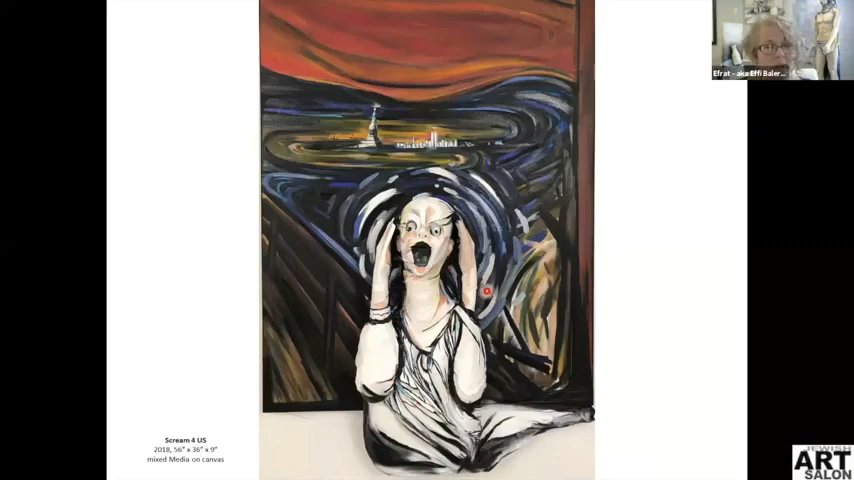 Efrat - aka Effi Baler...
Scream 4 US
2018, 56" x 36" x 9"
mixed Media on canvas
JEWISH
ART
SALON